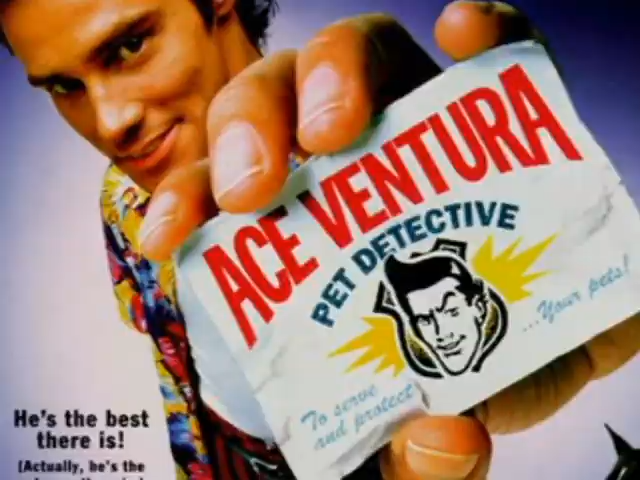 ACE VENTURA
PET DETECTIVE
To serve
and protect
...Your pets!
He's the best
there is!
(Actually, he's the